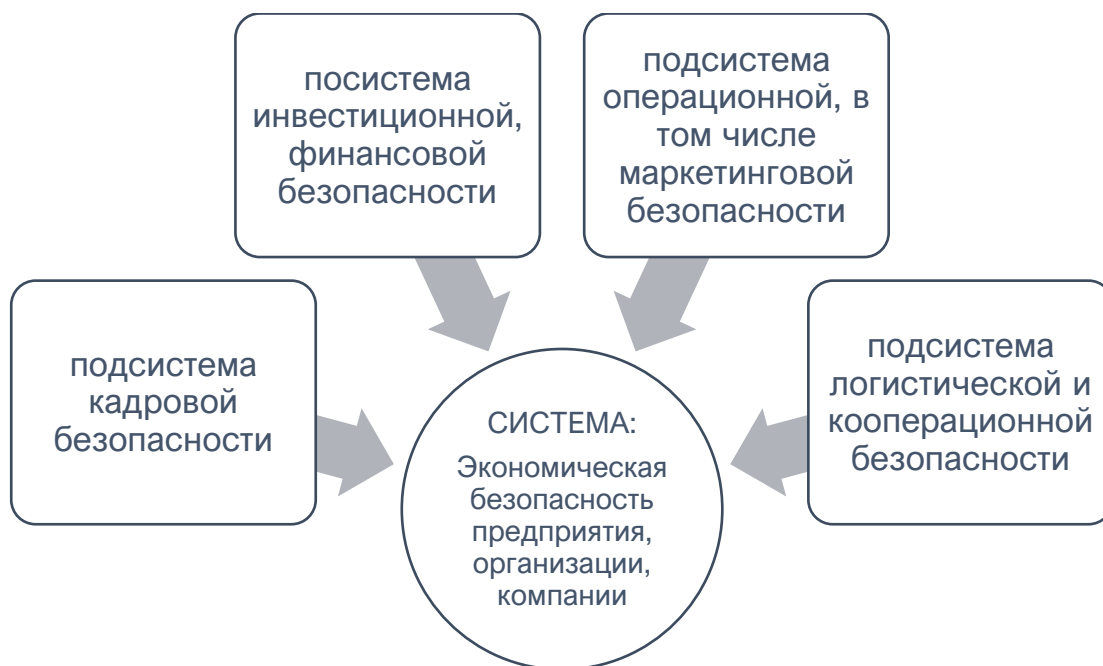 посистема
инвестиционной,
финансовой
безопасности
подсистема
операционной, в
том числе
маркетинговой
безопасности
подсистема
кадровой
безопасности
подсистема
логистической и
кооперационной
безопасности
СИСТЕМА:
Экономическая
безопасность
предприятия,
организации,
компании